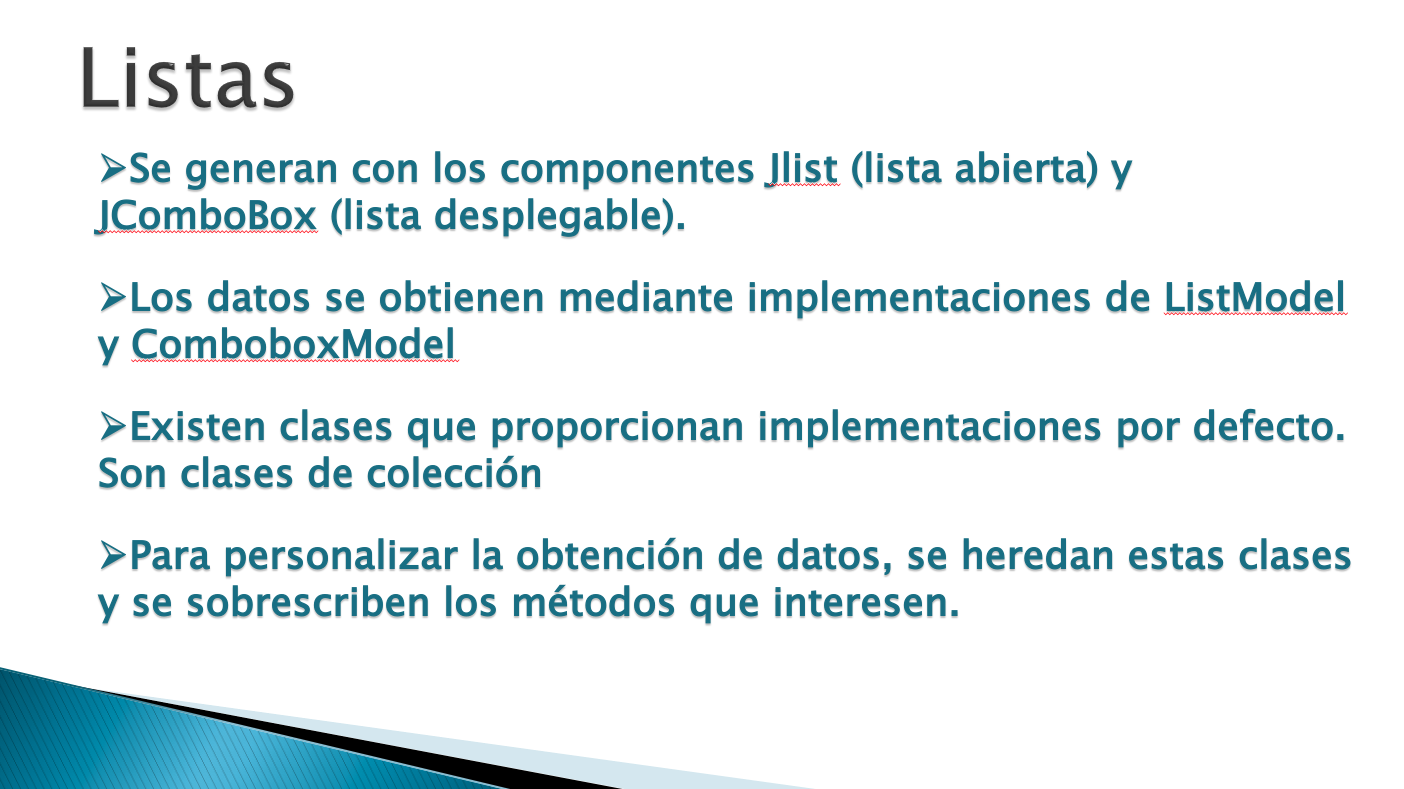 Listas
➢Se generan con los componentes Jlist (lista abierta) y
JComboBox (lista desplegable).
➢Los datos se obtienen mediante implementaciones de ListModel
y ComboboxModel
➢Existen clases que proporcionan implementaciones por defecto.
Son clases de colección
➢Para personalizar la obtención de datos, se heredan estas clases
y se sobrescriben los métodos que interesen.